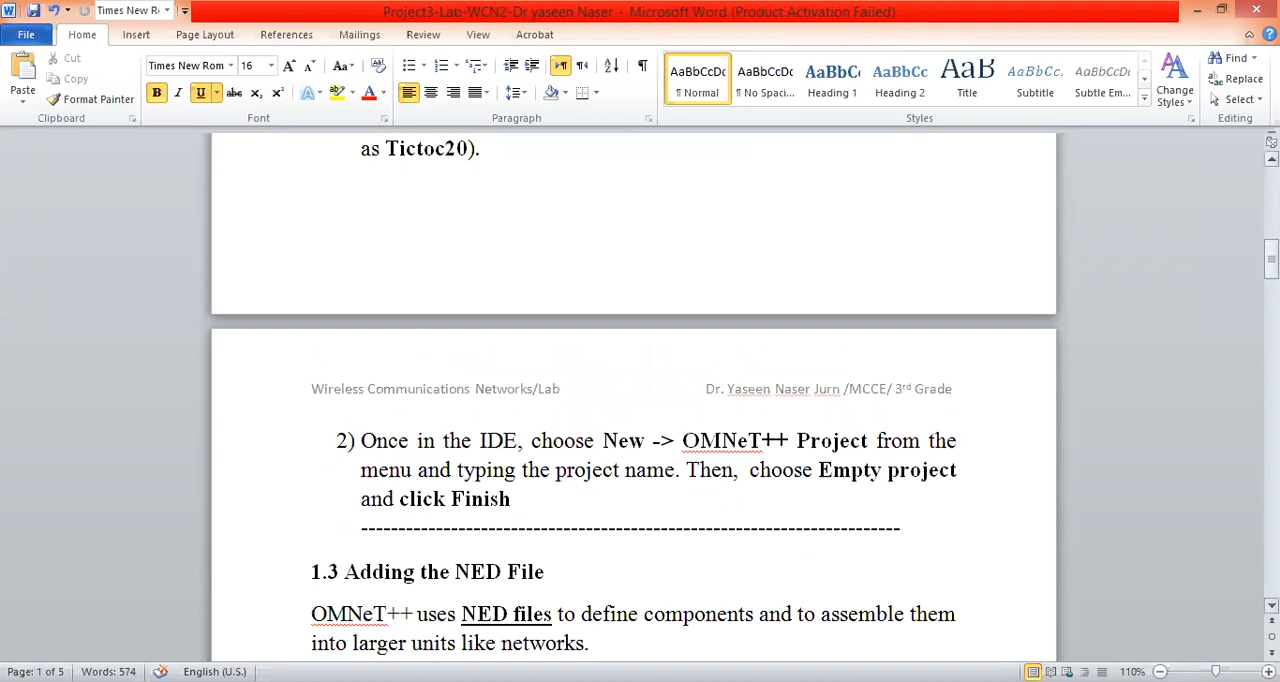 Times New R
Project3-Lab-WCN2-Dr yaseen Naser - Microsoft Word (Product Activation Failed)
File Home Insert Page Layout References Mailings Review View Acrobat
Paste
Cut
Copy
Format Painter
Times New Rom 16
B I U abc x₂ x² A A
AaBbCcDc AaBbCcDc AaBbC AaBbCc AaB AaBbCc. AaBbCcDc
¶ Normal ¶ No Spaci... Heading 1 Heading 2 Title Subtitle Subtle Em...
Change
Styles
Find
Replace
Select
Clipboard Font Paragraph Styles Editing
as Tictoc20).
Wireless Communications Networks/Lab Dr. Yaseen Naser Jurn /MCCE/ 3rd Grade
2) Once in the IDE, choose New -> OMNeT++ Project from the
menu and typing the project name. Then, choose Empty project
and click Finish
------------------------------------------------------------------------
1.3 Adding the NED File
OMNeT++ uses NED files to define components and to assemble them
into larger units like networks.
Page: 1 of 5 Words: 574 English (U.S.) 110%